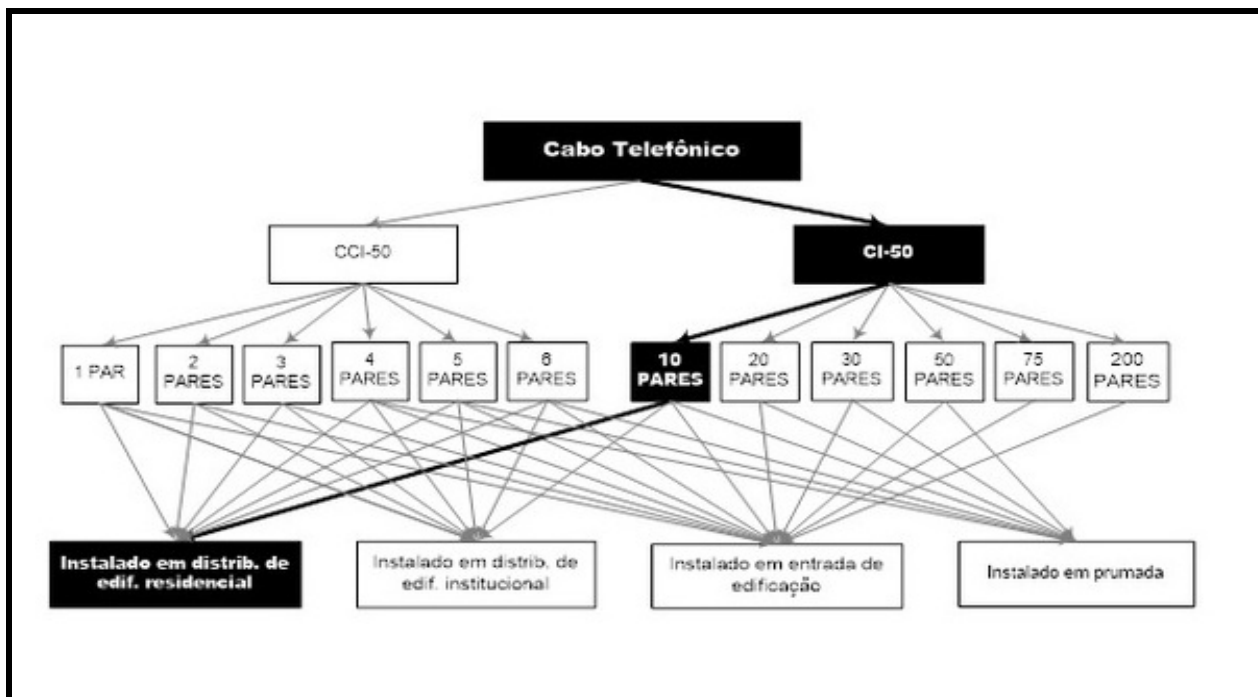 Cabo Telefônico
CCI-50
CI-50
1 PAR
2
PARES
3
PARES
4
PARES
5
PARES
6
PARES
10
PARES
20
PARES
30
PARES
50
PARES
75
PARES
200
PARES
Instalado em distrib. de
edif. residencial
Instalado em distrib. de
edif. institucional
Instalado em entrada de
edificação
Instalado em prumada